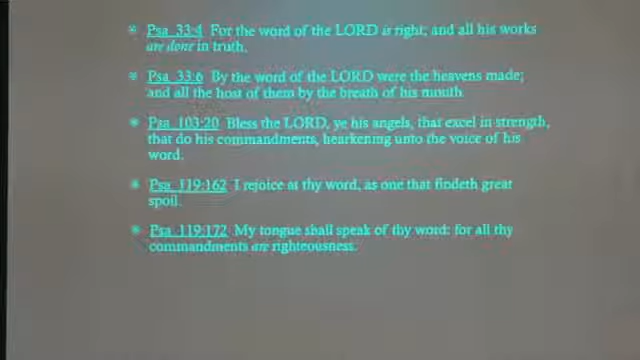 Psa 33:4 For the word of the LORD is right; and all his works
are done in truth.
Psa 33:6 By the word of the LORD were the heavens made;
and all the host of them by the breath of his mouth.
Psa 103:20 Bless the LORD, ye his angels, that excel in strength,
that do his commandments, hearkening unto the voice of his
word.
Psa 119:162 I rejoice at thy word, as one that findeth great
spoil.
Psa 119:172 My tongue shall speak of thy word: for all thy
commandments are righteousness.